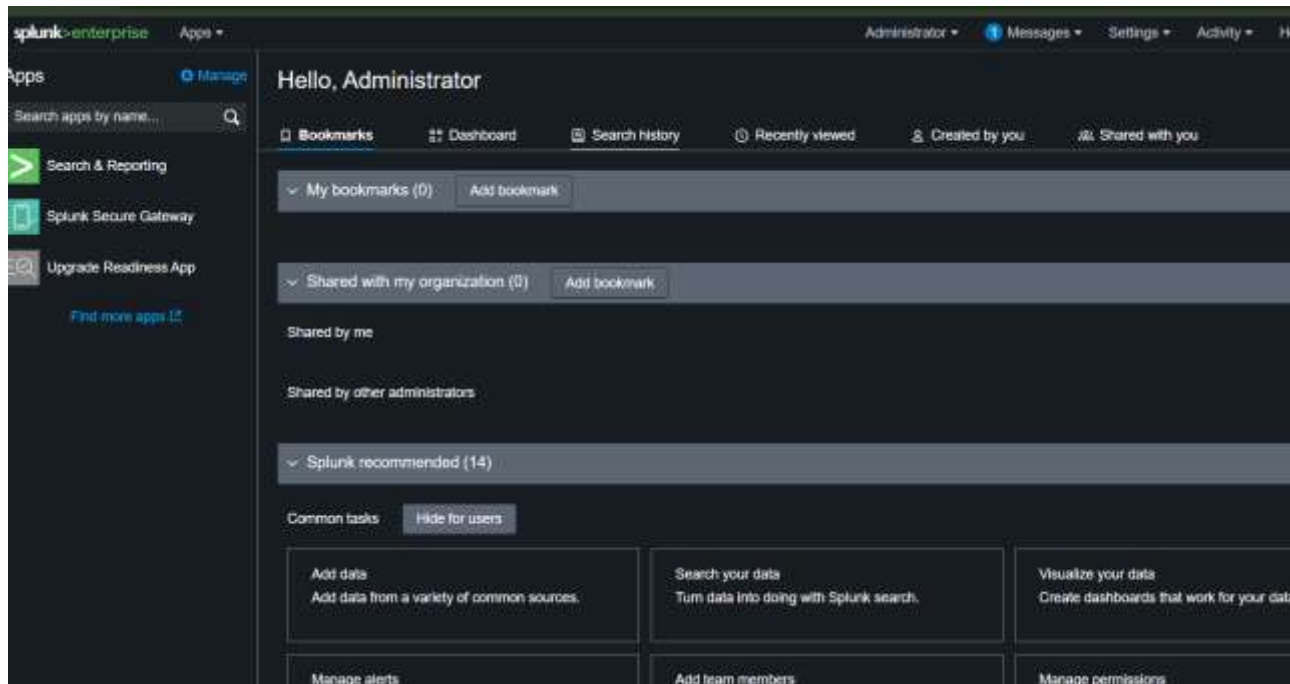 splunk>enterprise Apps
Administrator Messages Settings Activity
Apps Manage
Search apps by name...
Search & Reporting
Splunk Secure Gateway
Upgrade Readiness App
Find more apps
Hello, Administrator
Bookmarks Dashboard Search history Recently viewed Created by you Shared with you
My bookmarks (0) Add bookmark
Shared with my organization (0) Add bookmark
Shared by me
Shared by other administrators
Splunk recommended (14)
Common tasks Hide for users
Add data
Add data from a variety of common sources.
Search your data
Turn data into doing with Splunk search.
Visualize your data
Create dashboards that work for your data
Manage alerts
Add team members
Manage permissions